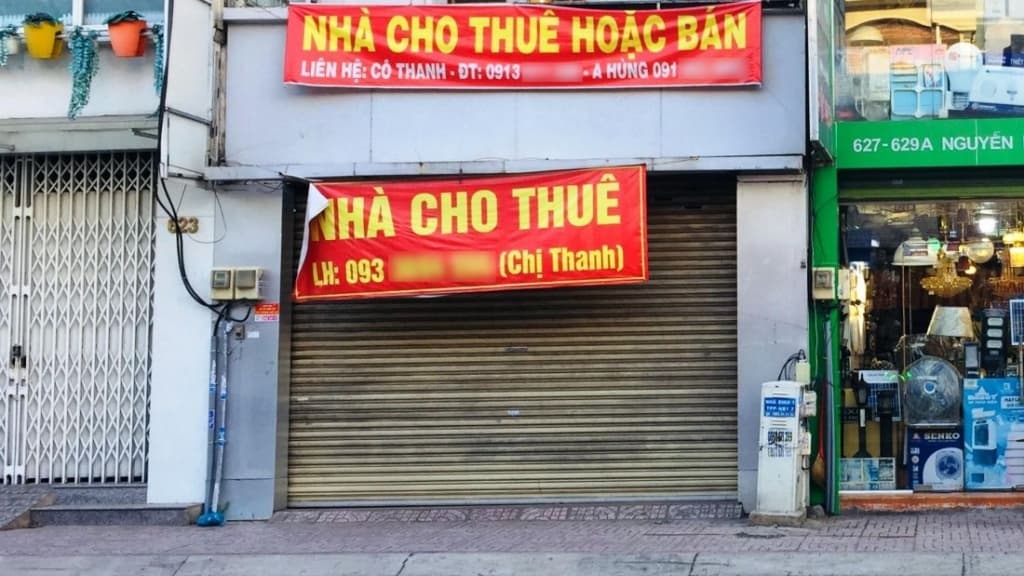 NHÀ CHO THUÊ HOẶC BÁN
LIÊN HỆ: CÔ THANH - ĐT: 0913 - A HÙNG 091
NHÀ CHO THUÊ
LH: 093 (Chị Thanh)
623
627-629A NGUYỄN
SENKO